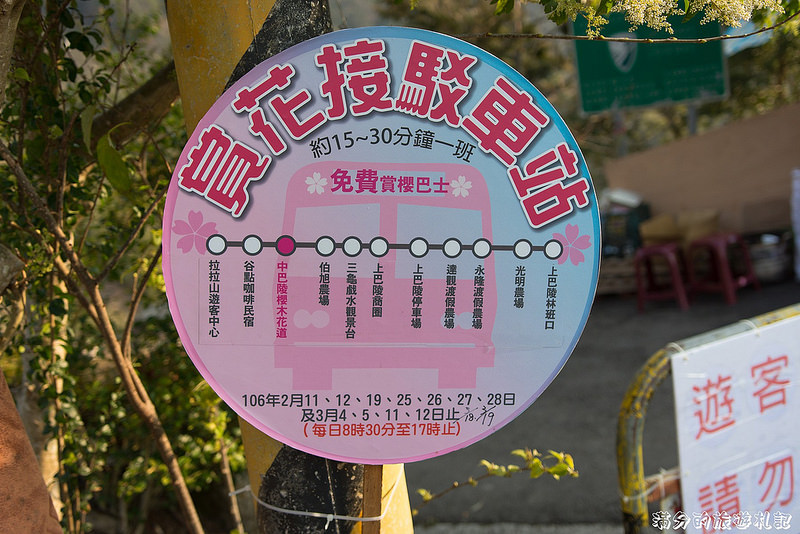 賞花接駁車站
約15~30分鐘一班
免費賞櫻巴士
拉拉山遊客中心
谷點咖啡民宿
中巴陵櫻木花道
伯旭農場
三龜戲水觀景台
上巴陵商圈
上巴陵停車場
達觀渡假農場
永隆渡假農場
光明農場
上巴陵林班口
106年2月11、12、19、25、26、27、28日
及3月4、5、11、12日止
(每日8時30分至17時止)
遊客
請勿
滿分的旅遊札記